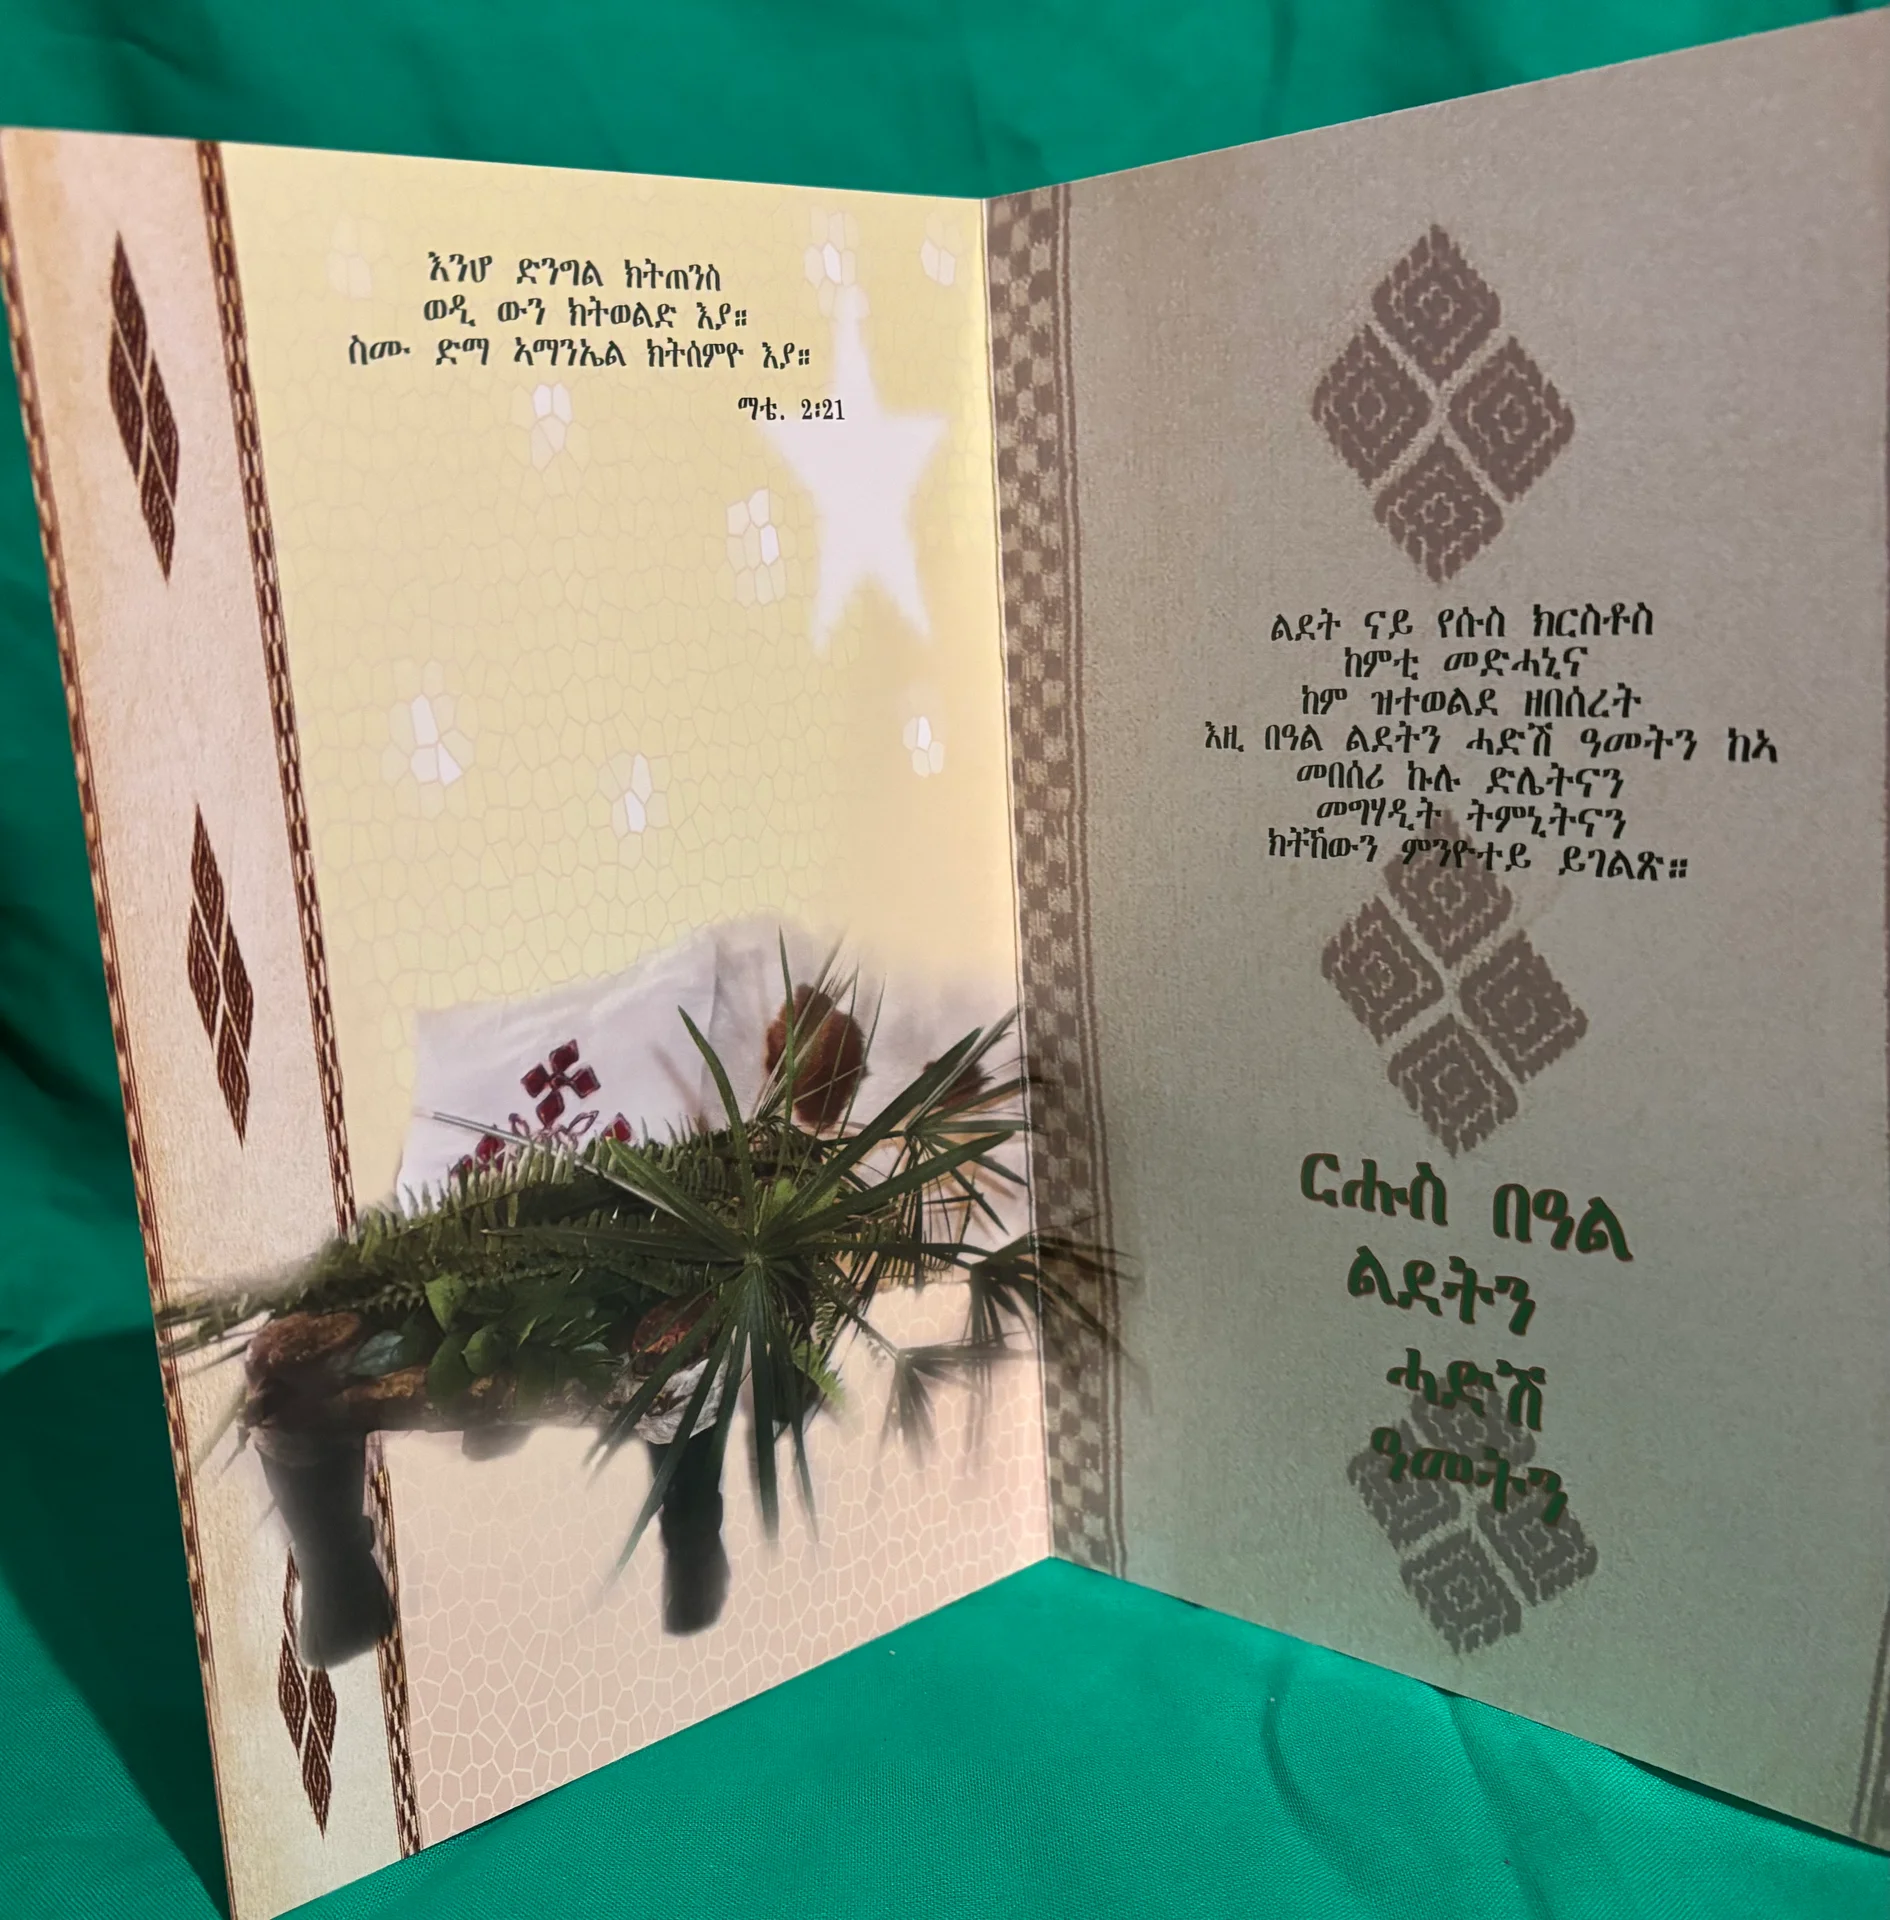 እንሆ ድንግል ክትጠንስ
ወዲ ውን ክትወልድ እያ።
ስሙ ድማ ኣማንኤል ክትሰምዮ እያ።
ማቴ. 2፡21
ልደት ናይ የሱስ ክርስቶስ
ከምቲ መድሓኒና
ከም ዝተወልደ ዘበሰረት
እዚ በዓል ልደትን ሓድሽ ዓመትን ከኣ
መበሰሪ ኩሉ ድሌትናን
መግሃዲት ትምኒትናን
ክትኸውን ምንዮተይ ይገልጽ።
ርሑስ በዓል
ልደትን
ሓድሽ
ዓመትን